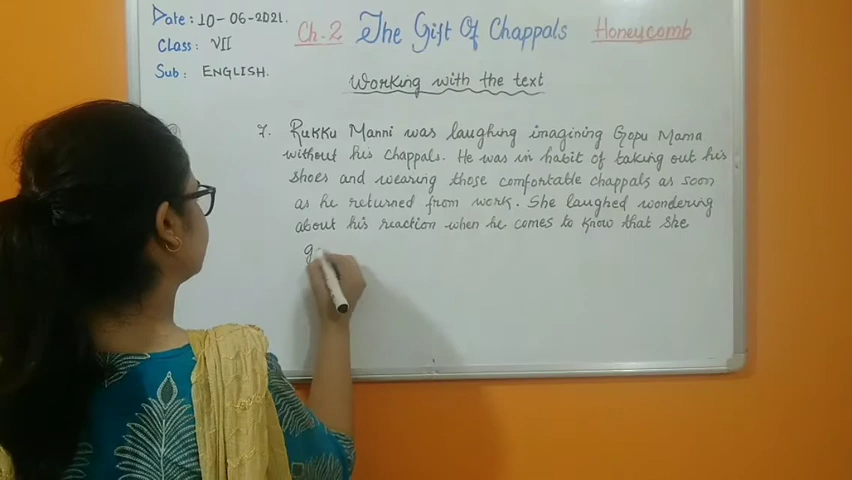 Date: 10-06-2021.
Class: VII
Sub: ENGLISH.
Ch.2 The Gift Of Chappals Honeycomb
Working with the text
7. Rukku Manni was laughing imagining Gopu Mama
without his chappals. He was in habit of taking out his
shoes and wearing those comfortable chappals as soon
as he returned from work. She laughed wondering
about his reaction when he comes to know that she
g